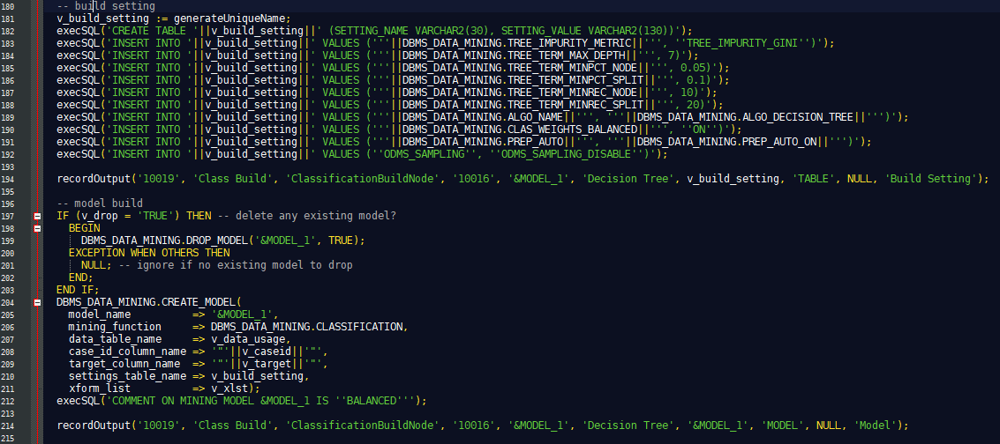 180 -- build setting
181 v_build_setting := generateUniqueName;
182 execSQL('CREATE TABLE '||v_build_setting||' (SETTING_NAME VARCHAR2(30), SETTING_VALUE VARCHAR2(130))');
183 execSQL('INSERT INTO '||v_build_setting||' VALUES ('''||DBMS_DATA_MINING.TREE_IMPURITY_METRIC||''', ''TREE_IMPURITY_GINI'')');
184 execSQL('INSERT INTO '||v_build_setting||' VALUES ('''||DBMS_DATA_MINING.TREE_TERM_MAX_DEPTH||''', 7)');
185 execSQL('INSERT INTO '||v_build_setting||' VALUES ('''||DBMS_DATA_MINING.TREE_TERM_MINPCT_NODE||''', 0.05)');
186 execSQL('INSERT INTO '||v_build_setting||' VALUES ('''||DBMS_DATA_MINING.TREE_TERM_MINPCT_SPLIT||''', 0.1)');
187 execSQL('INSERT INTO '||v_build_setting||' VALUES ('''||DBMS_DATA_MINING.TREE_TERM_MINREC_NODE||''', 10)');
188 execSQL('INSERT INTO '||v_build_setting||' VALUES ('''||DBMS_DATA_MINING.TREE_TERM_MINREC_SPLIT||''', 20)');
189 execSQL('INSERT INTO '||v_build_setting||' VALUES ('''||DBMS_DATA_MINING.ALGO_NAME||''', '''||DBMS_DATA_MINING.ALGO_DECISION_TREE||''')');
190 execSQL('INSERT INTO '||v_build_setting||' VALUES ('''||DBMS_DATA_MINING.CLAS_WEIGHTS_BALANCED||''', ''ON'')');
191 execSQL('INSERT INTO '||v_build_setting||' VALUES ('''||DBMS_DATA_MINING.PREP_AUTO||''', '''||DBMS_DATA_MINING.PREP_AUTO_ON||''')');
192 execSQL('INSERT INTO '||v_build_setting||' VALUES (''ODMS_SAMPLING'', ''ODMS_SAMPLING_DISABLE'')');
193
194 recordOutput('10019', 'Class Build', 'ClassificationBuildNode', '10016', '&MODEL_1', 'Decision Tree', v_build_setting, 'TABLE', NULL, 'Build Setting');
195
196 -- model build
197 IF (v_drop = 'TRUE') THEN -- delete any existing model?
198 BEGIN
199 DBMS_DATA_MINING.DROP_MODEL('&MODEL_1', TRUE);
200 EXCEPTION WHEN OTHERS THEN
201 NULL; -- ignore if no existing model to drop
202 END;
203 END IF;
204 DBMS_DATA_MINING.CREATE_MODEL(
205 model_name => '&MODEL_1',
206 mining_function => DBMS_DATA_MINING.CLASSIFICATION,
207 data_table_name => v_data_usage,
208 case_id_column_name => '"'||v_caseid||'"',
209 target_column_name => '"'||v_target||'"',
210 settings_table_name => v_build_setting,
211 xform_list => v_xlst);
212 execSQL('COMMENT ON MINING MODEL &MODEL_1 IS ''BALANCED''');
213
214 recordOutput('10019', 'Class Build', 'ClassificationBuildNode', '10016', '&MODEL_1', 'Decision Tree', '&MODEL_1', 'MODEL', NULL, 'Model');
215